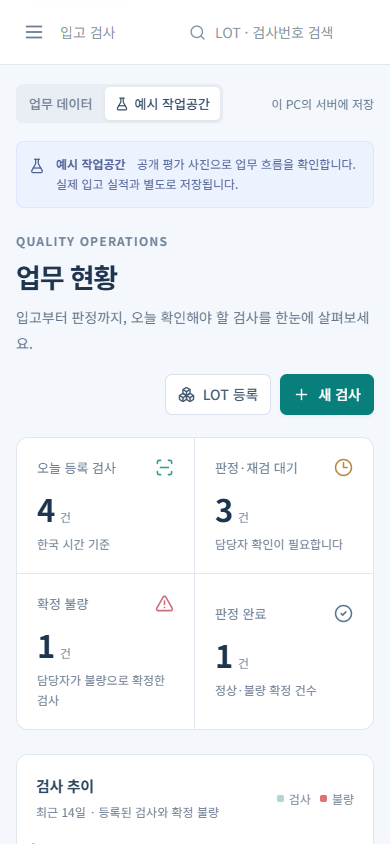 입고 검사
LOT · 검사번호 검색
업무 데이터
예시 작업공간
이 PC의 서버에 저장
예시 작업공간 공개 평가 사진으로 업무 흐름을 확인합니다.
실제 입고 실적과 별도로 저장됩니다.
QUALITY OPERATIONS
업무 현황
입고부터 판정까지, 오늘 확인해야 할 검사를 한눈에 살펴보세
요.
LOT 등록
새 검사
오늘 등록 검사
4 건
한국 시간 기준
판정·재검 대기
3 건
담당자 확인이 필요합니다
확정 불량
1 건
담당자가 불량으로 확정한
검사
판정 완료
1 건
정상·불량 확정 건수
검사 추이
최근 14일 · 등록된 검사와 확정 불량
검사
불량